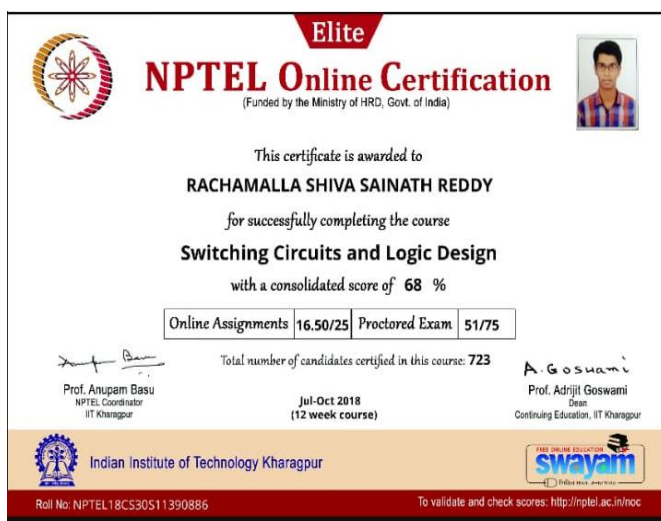 Elite
NPTEL Online Certification
(Funded by the Ministry of HRD, Govt. of India)
This certificate is awarded to
RACHAMALLA SHIVA SAINATH REDDY
for successfully completing the course
Switching Circuits and Logic Design
with a consolidated score of 68 %
Online Assignments 16.50/25 Proctored Exam 51/75
Total number of candidates certified in this course: 723
A. Goswami
Prof. Anupam Basu
NPTEL Coordinator
IIT Kharagpur
Jul-Oct 2018
(12 week course)
Prof. Adrijit Goswami
Dean
Continuing Education, IIT Kharagpur
Indian Institute of Technology Kharagpur
FREE ONLINE EDUCATION
swayam
Roll No: NPTEL18CS30S11390886
To validate and check scores: http://nptel.ac.in/noc